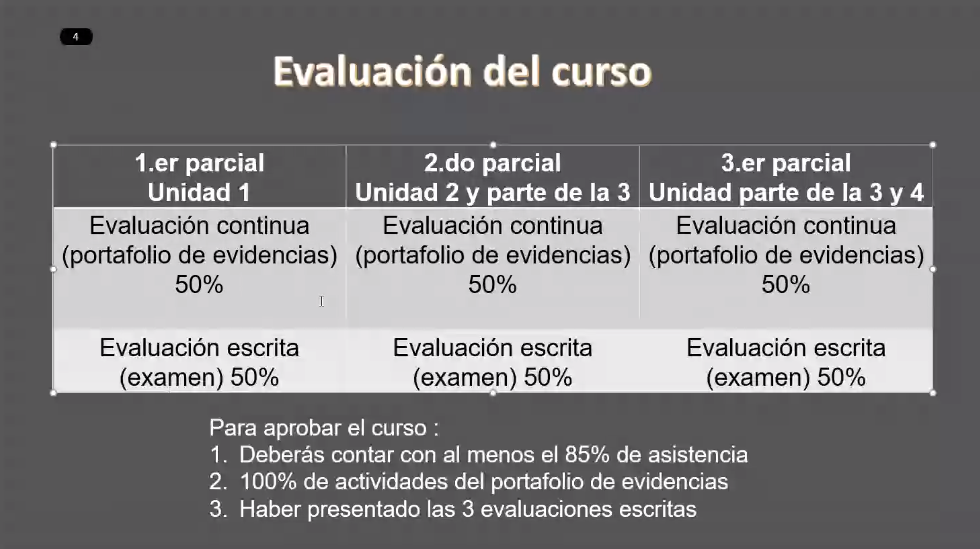 4
Evaluación del curso
1.er parcial
Unidad 1
2.do parcial
Unidad 2 y parte de la 3
3.er parcial
Unidad parte de la 3 y 4
Evaluación continua
(portafolio de evidencias)
50%
Evaluación continua
(portafolio de evidencias)
50%
Evaluación continua
(portafolio de evidencias)
50%
Evaluación escrita
(examen) 50%
Evaluación escrita
(examen) 50%
Evaluación escrita
(examen) 50%
Para aprobar el curso :
1. Deberás contar con al menos el 85% de asistencia
2. 100% de actividades del portafolio de evidencias
3. Haber presentado las 3 evaluaciones escritas